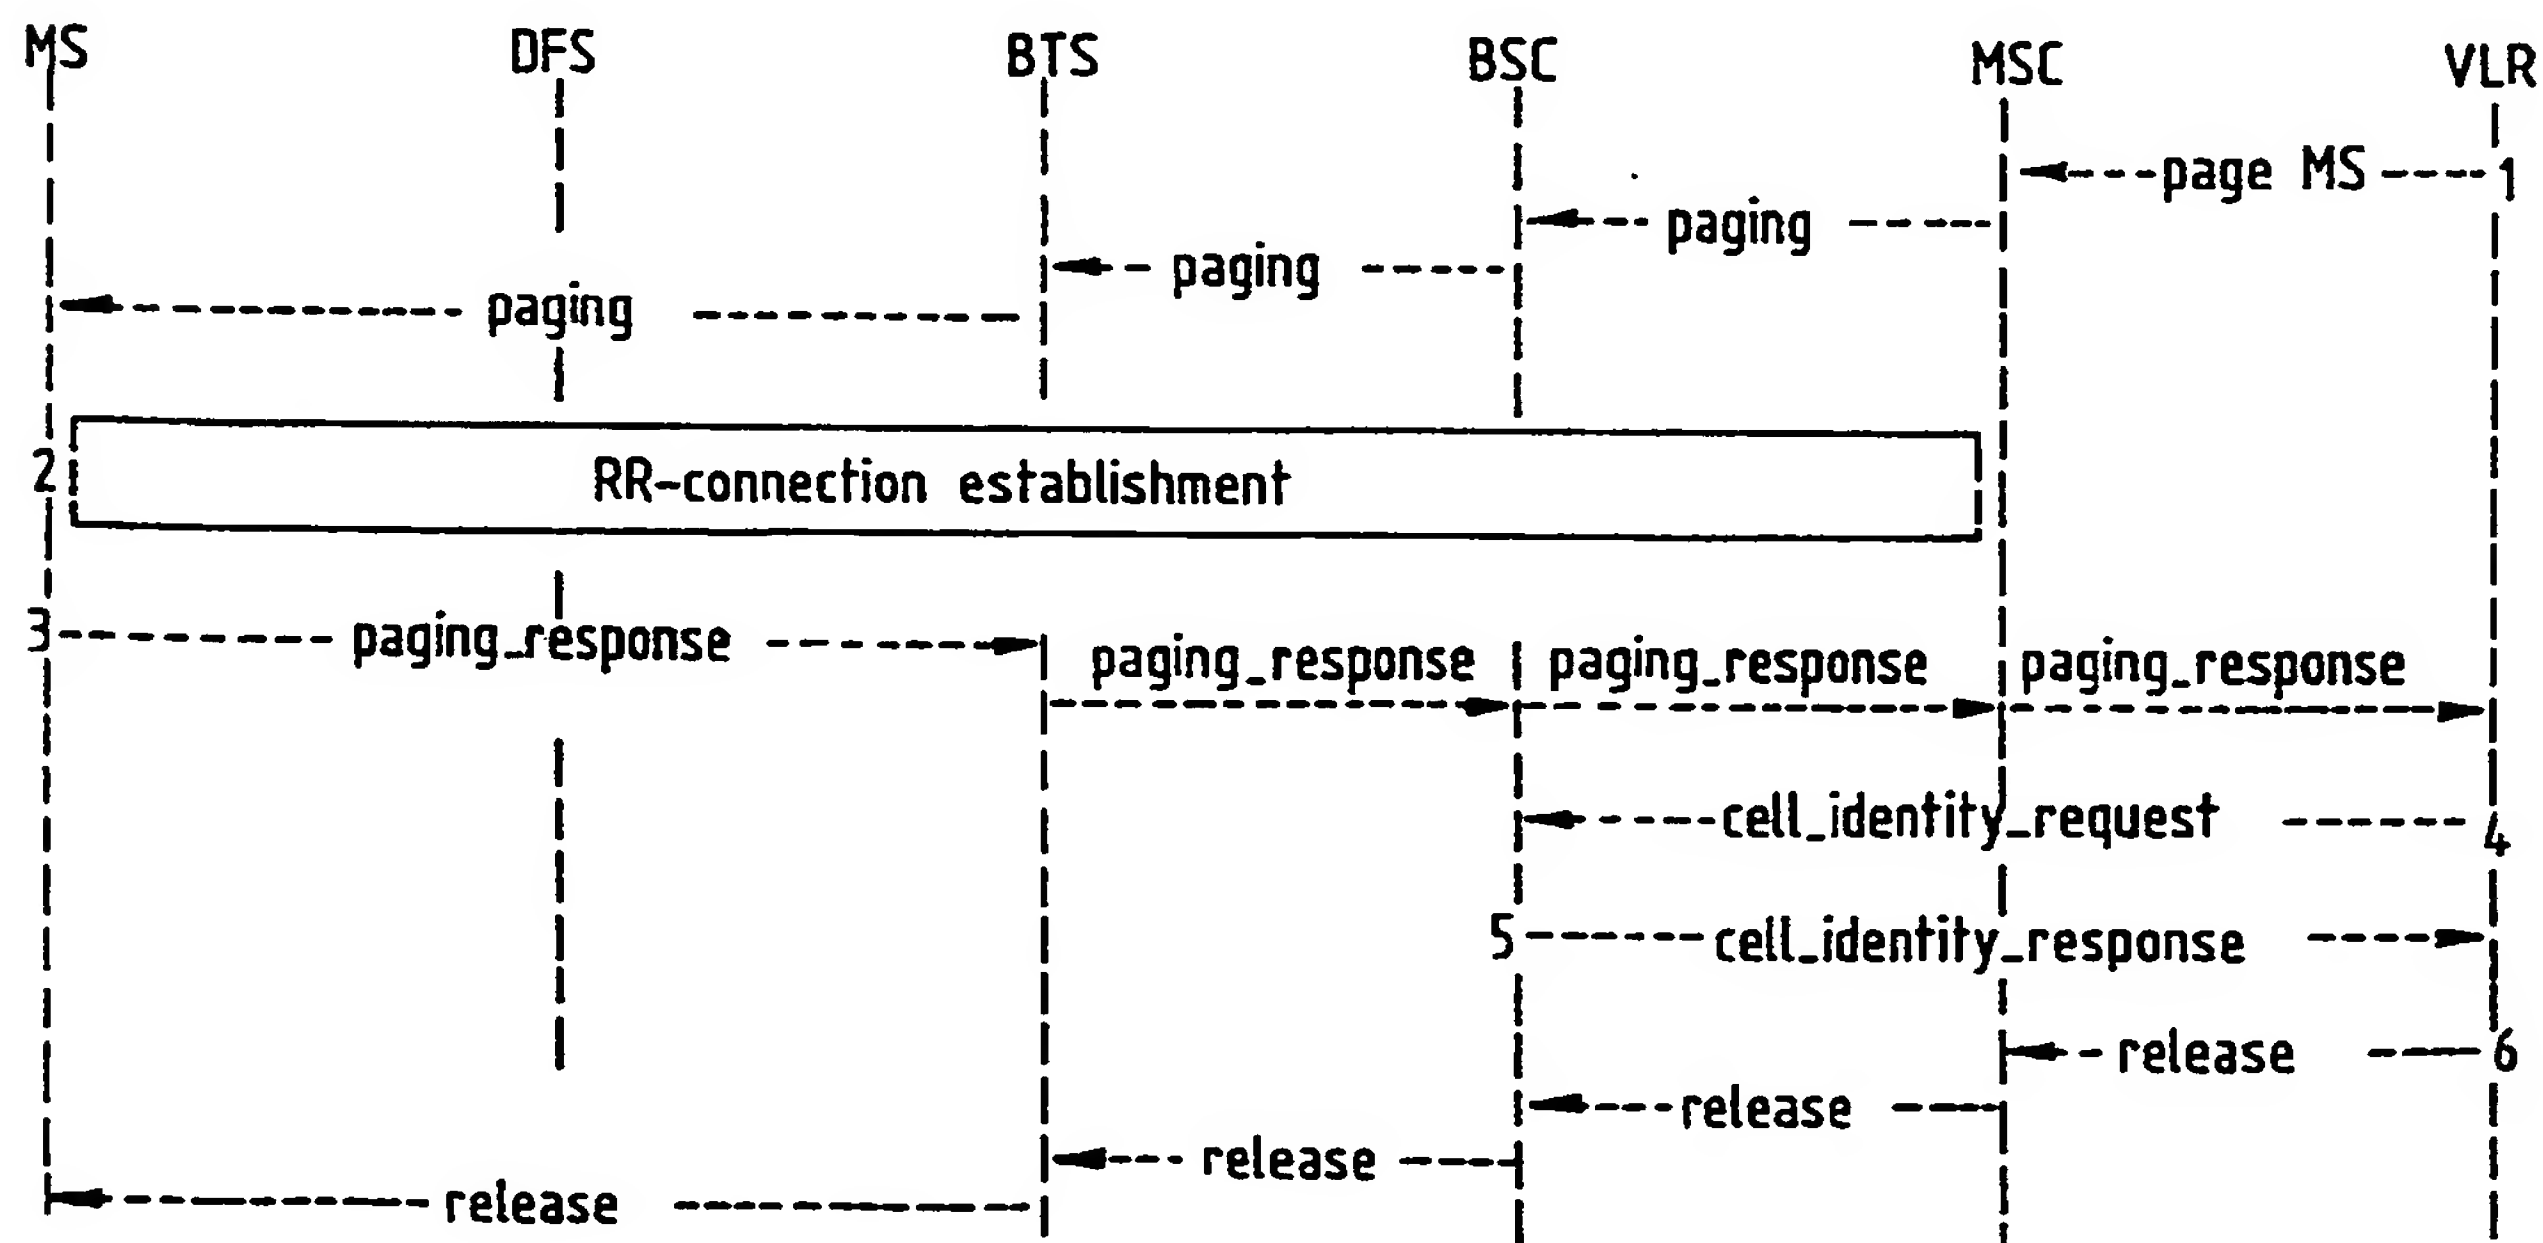 MS DFS BTS BSC MSC VLR
page MS 1
paging
paging
paging
2 RR-connection establishment
3 paging_response
paging_response paging_response paging_response
cell_identity_request 4
5 cell_identity_response
release 6
release
release
release